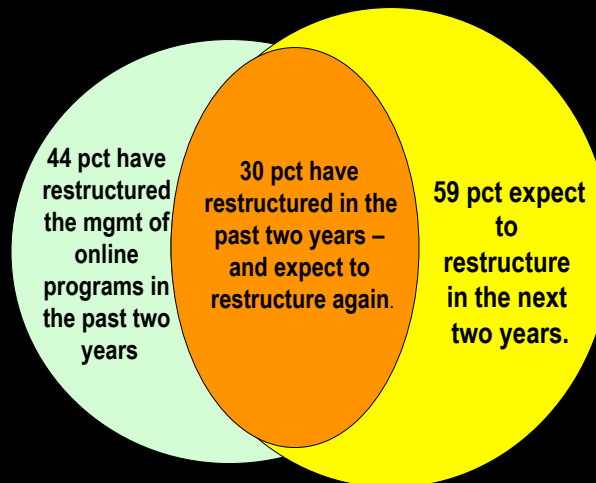 44 pct have
restructured
the mgmt of
online
programs in
the past two
years
30 pct have
restructured in the
past two years –
and expect to
restructure again.
59 pct expect
to
restructure
in the next
two years.